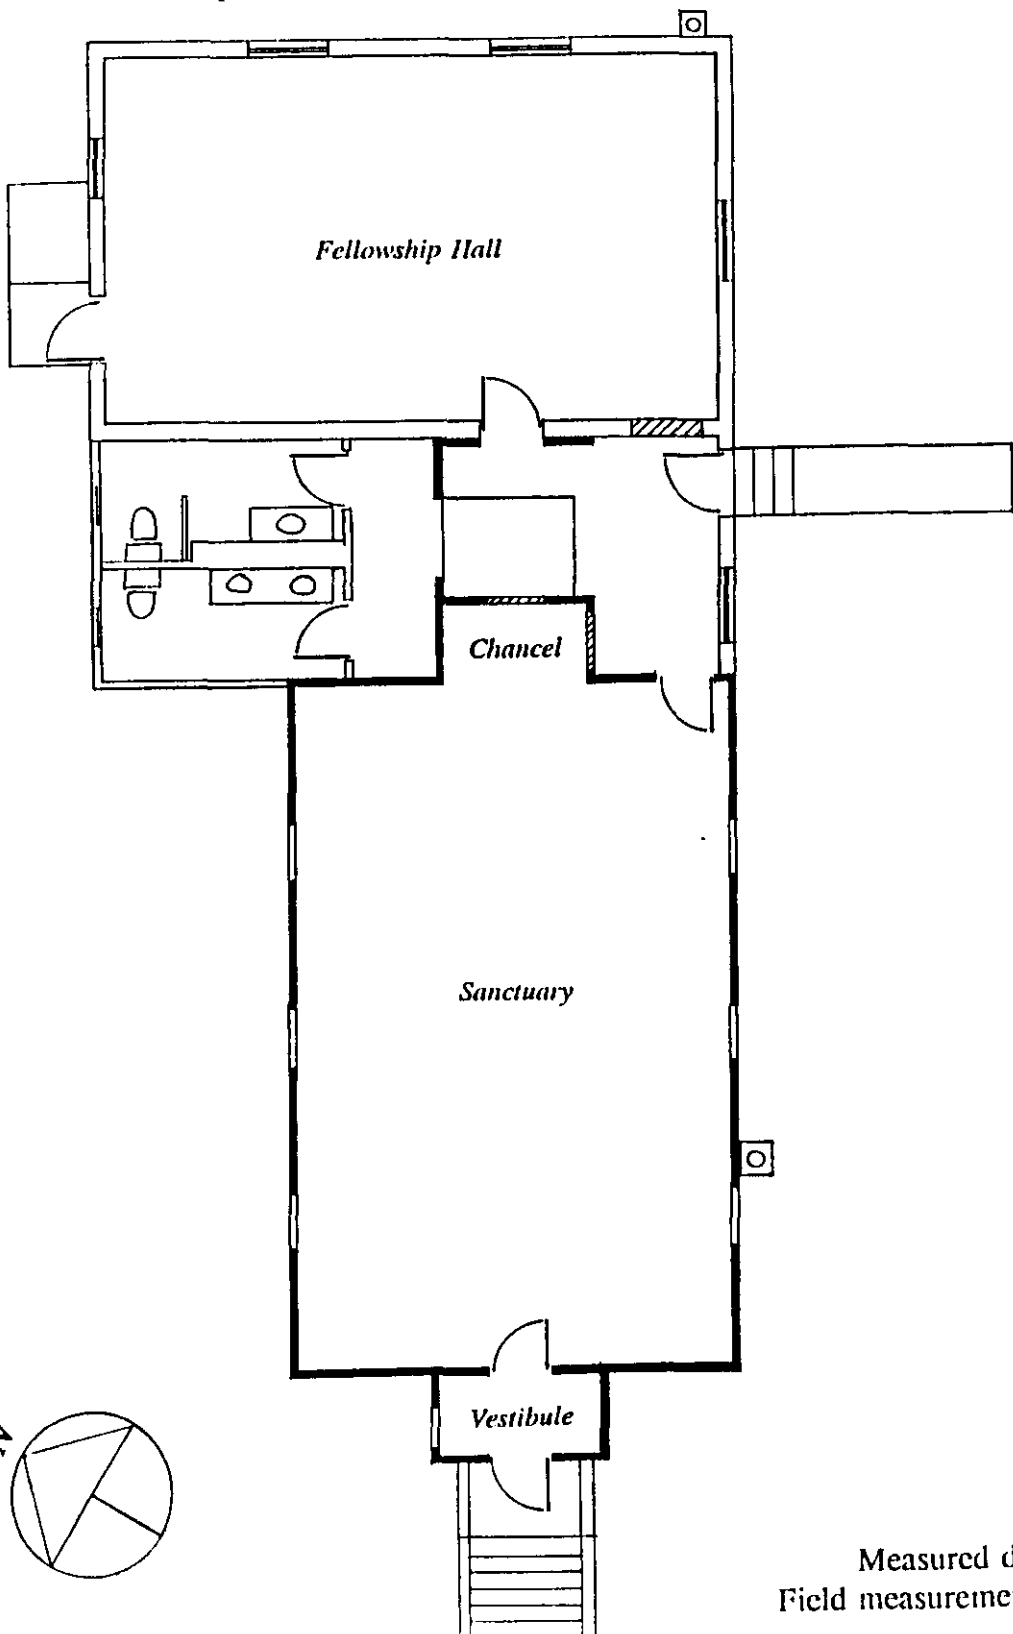 Fellowship Hall
Chancel
Sanctuary
Vestibule
N
Measured d
Field measureme